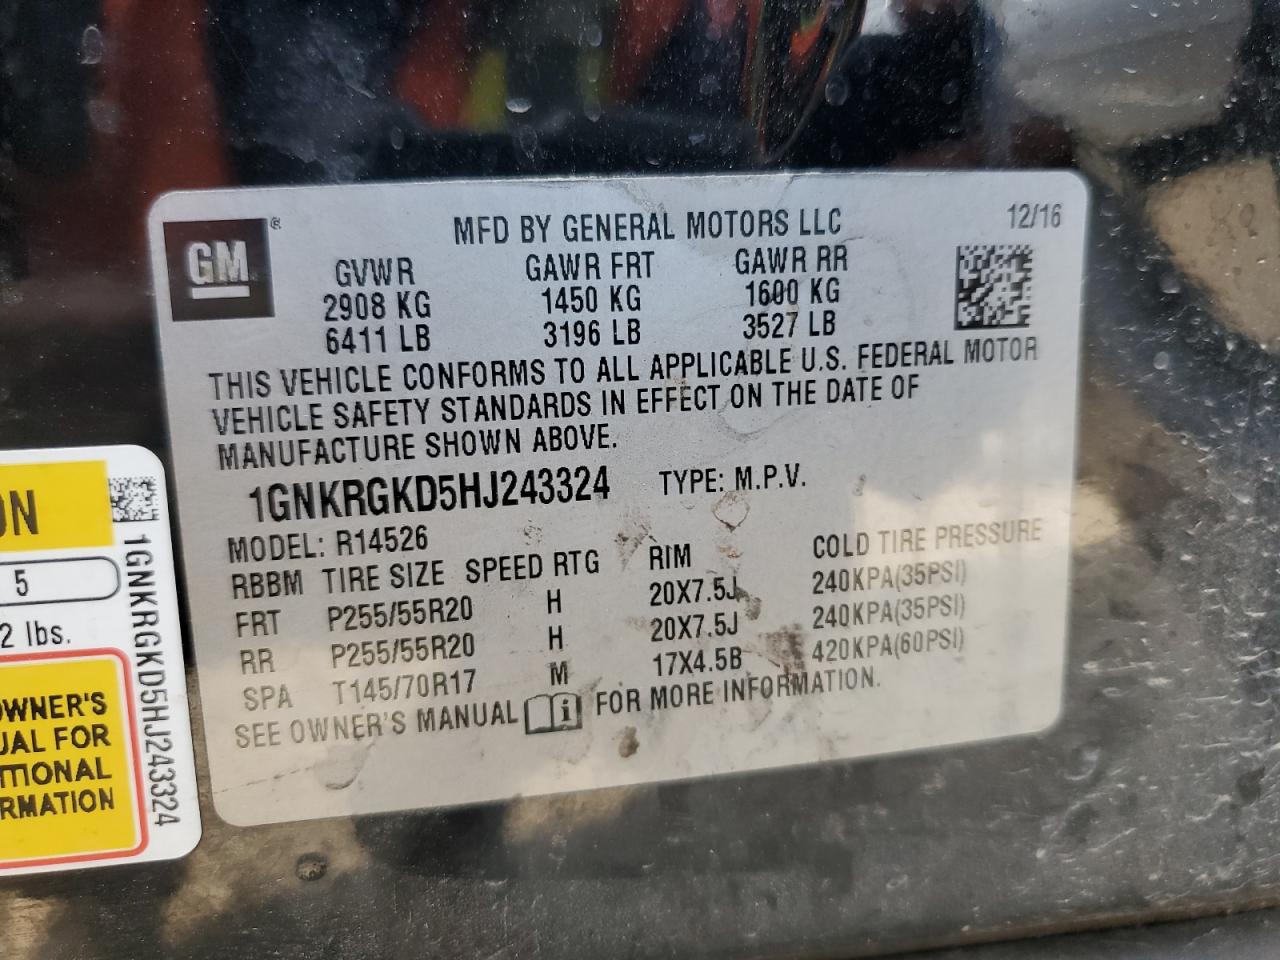 GM ®
MFD BY GENERAL MOTORS LLC 12/16
GVWR GAWR FRT GAWR RR
2908 KG 1450 KG 1600 KG
6411 LB 3196 LB 3527 LB
THIS VEHICLE CONFORMS TO ALL APPLICABLE U.S. FEDERAL MOTOR
VEHICLE SAFETY STANDARDS IN EFFECT ON THE DATE OF
MANUFACTURE SHOWN ABOVE.
1GNKRGKD5HJ243324 TYPE: M.P.V.
MODEL: R14526
RBBM TIRE SIZE SPEED RTG RIM COLD TIRE PRESSURE
FRT P255/55R20 H 20X7.5J 240KPA(35PSI)
RR P255/55R20 H 20X7.5J 240KPA(35PSI)
SPA T145/70R17 M 17X4.5B 420KPA(60PSI)
SEE OWNER'S MANUAL i FOR MORE INFORMATION.
ON
5
2 lbs.
OWNER'S
UAL FOR
ITIONAL
RMATION
1GNKRGKD5HJ243324